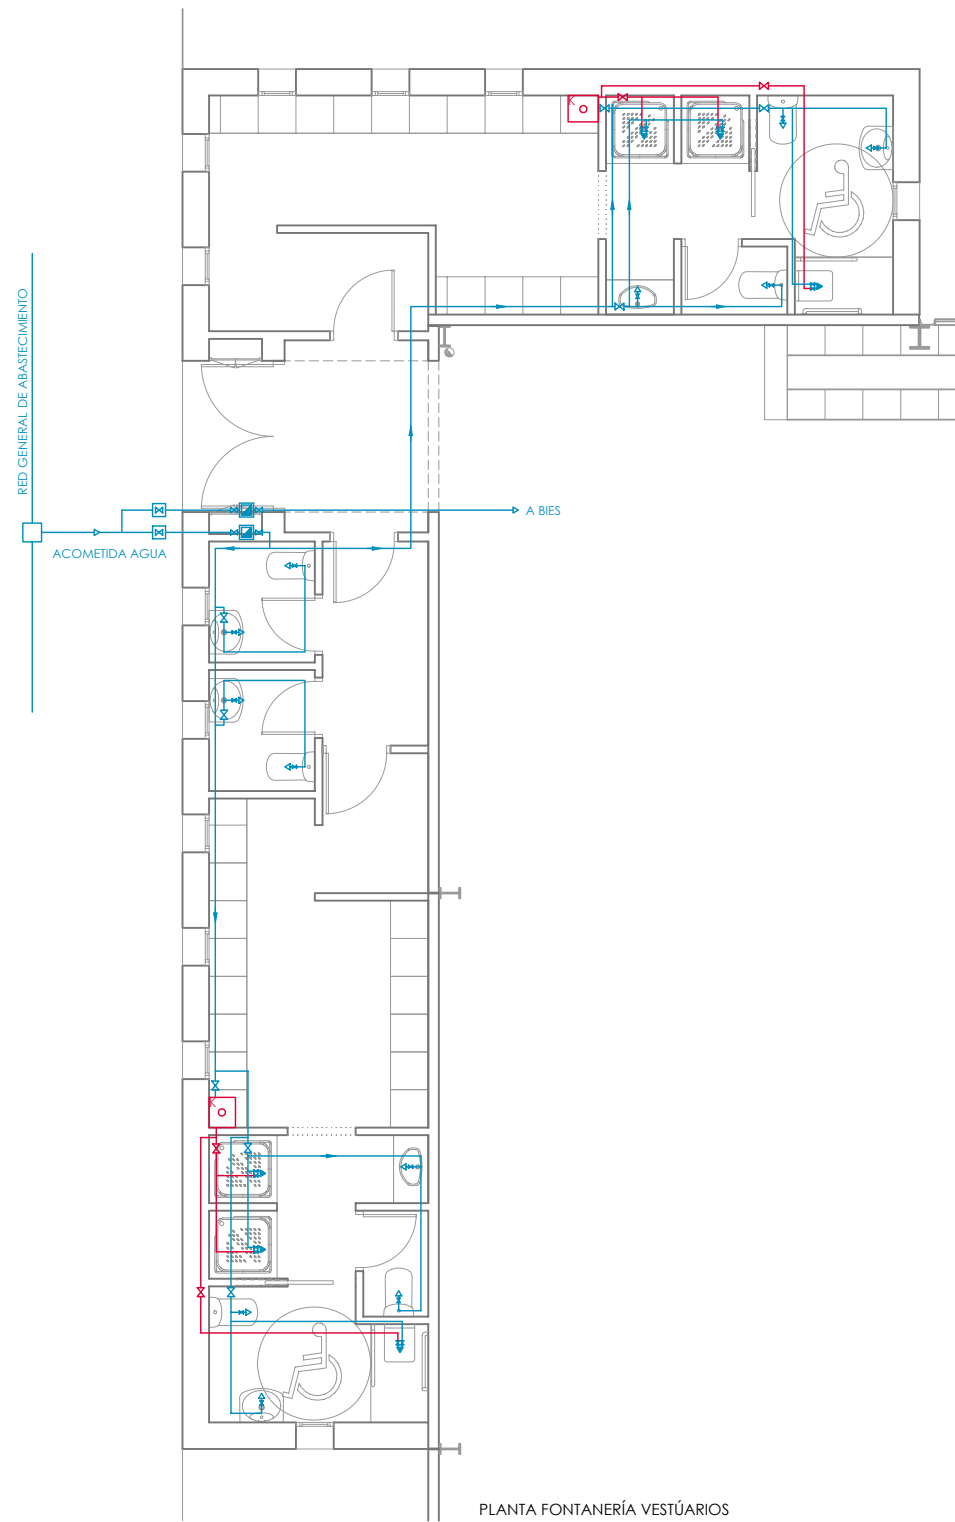 RED GENERAL DE ABASTECIMIENTO
A BIES
ACOMETIDA AGUA
PLANTA FONTANERÍA VESTÚARIOS